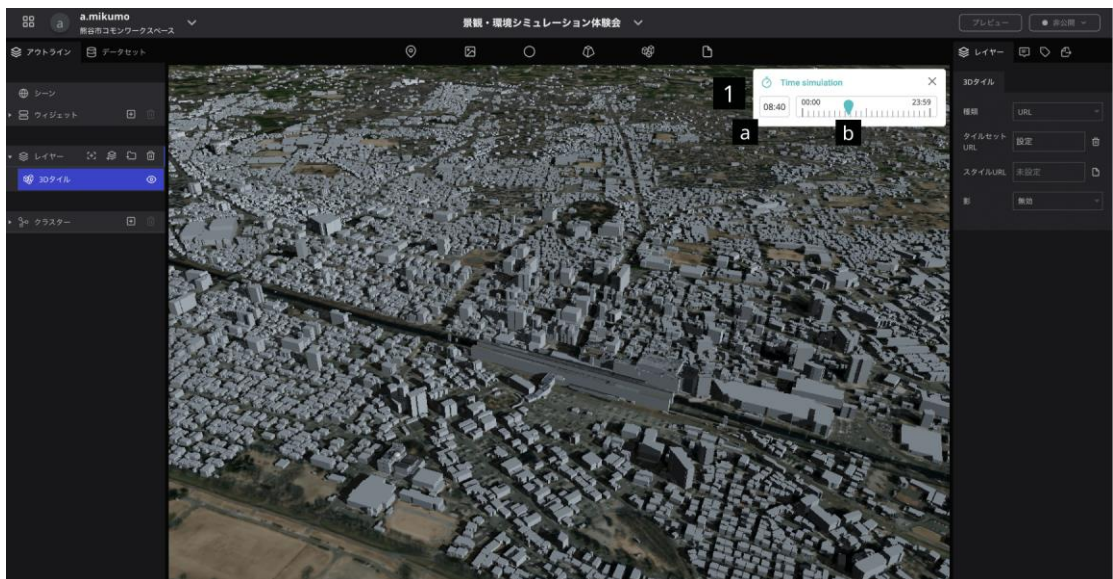 a
a.mikumo
熊谷市コモンワークスペース
景観・環境シミュレーション体験会
プレビュー
非公開
アウトライン
データセット
レイヤー
シーン
ウィジェット
レイヤー
3Dタイル
クラスター
1
Time simulation
08:40
00:00
23:59
a
b
3Dタイル
種類
URL
タイルセット
URL
設定
スタイルURL
未設定
影
無効